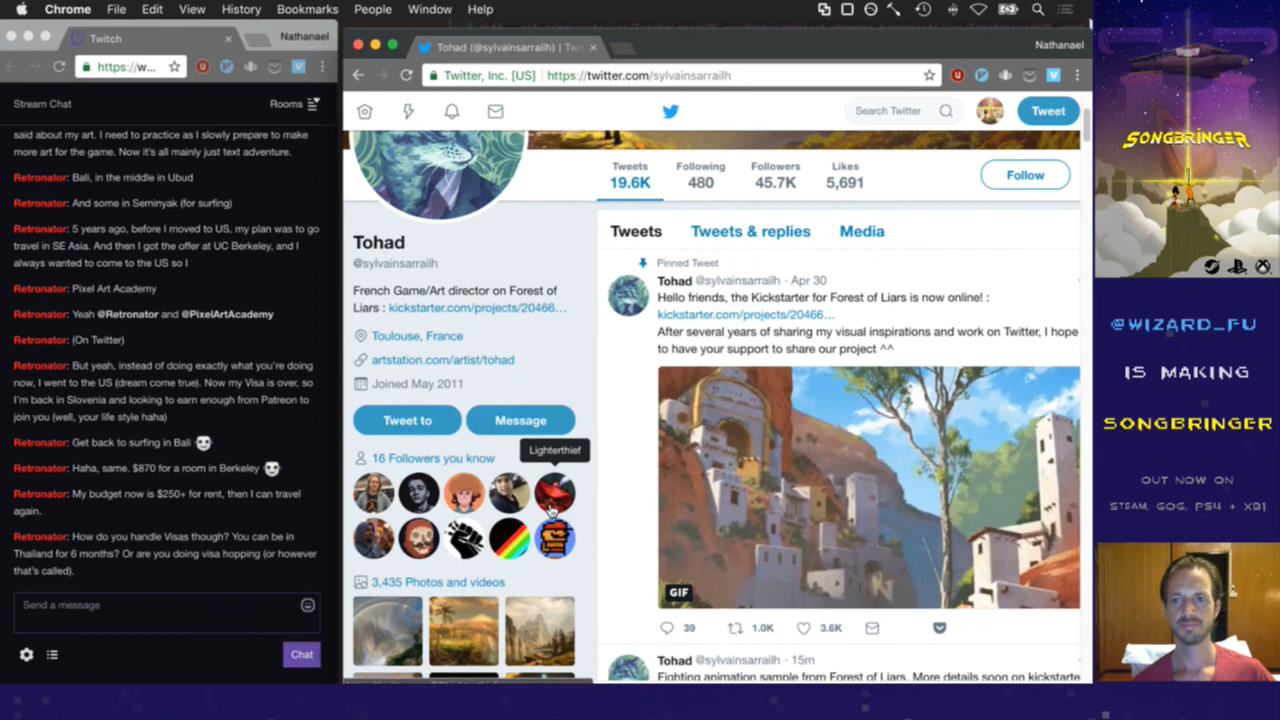 Chrome File Edit View History Bookmarks People Window Help
Twitch
Nathanael
https://w...
Stream Chat
Rooms
said about my art. I need to practice as I slowly prepare to make
more art for the game. Now it's all mainly just text adventure.
Retronator: Bali, in the middle in Ubud
Retronator: And some in Seminyak (for surfing)
Retronator: 5 years ago, before I moved to US, my plan was to go
travel in SE Asia. And then I got the offer at UC Berkeley, and I
always wanted to come to the US so I
Retronator: Pixel Art Academy
Retronator: Yeah @Retronator and @PixelArtAcademy
Retronator: (On Twitter)
Retronator: But yeah, instead of doing exactly what you're doing
now, I went to the US (dream come true). Now my Visa is over, so
I'm back in Slovenia and looking to earn enough from Patreon to
join you (well, your life style haha)
Retronator: Get back to surfing in Bali
Retronator: Haha, same. $870 for a room in Berkeley
Retronator: My budget now is $250+ for rent, then I can travel
again.
Retronator: How do you handle Visas though? You can be in
Thailand for 6 months? Or are you doing visa hopping (or however
that's called).
Send a message
Chat
Tohad (@sylvainsarrailh) | Twi
Nathanael
Twitter, Inc. [US] https://twitter.com/sylvainsarrailh
Search Twitter
Tweet
Tweets Following Followers Likes
19.6K 480 45.7K 5,691
Follow
Tohad
@sylvainsarrailh
French Game/Art director on Forest of
Liars : kickstarter.com/projects/20466...
Toulouse, France
artstation.com/artist/tohad
Joined May 2011
Tweet to Message
Lighterthief
16 Followers you know
3,435 Photos and videos
Tweets Tweets & replies Media
Pinned Tweet
Tohad @sylvainsarrailh · Apr 30
Hello friends, the Kickstarter for Forest of Liars is now online! :
kickstarter.com/projects/20466...
After several years of sharing my visual inspirations and work on Twitter, I hope
to have your support to share our project ^^
GIF
39 1.0K 3.6K
Tohad @sylvainsarrailh · 15m
Fighting animation sample from Forest of Liars. More details soon on kickstarte
SONGBRINGER
@WIZARD_FU
IS MAKING
SONGBRINGER
OUT NOW ON
STEAM, GOG, PS4 + XB1